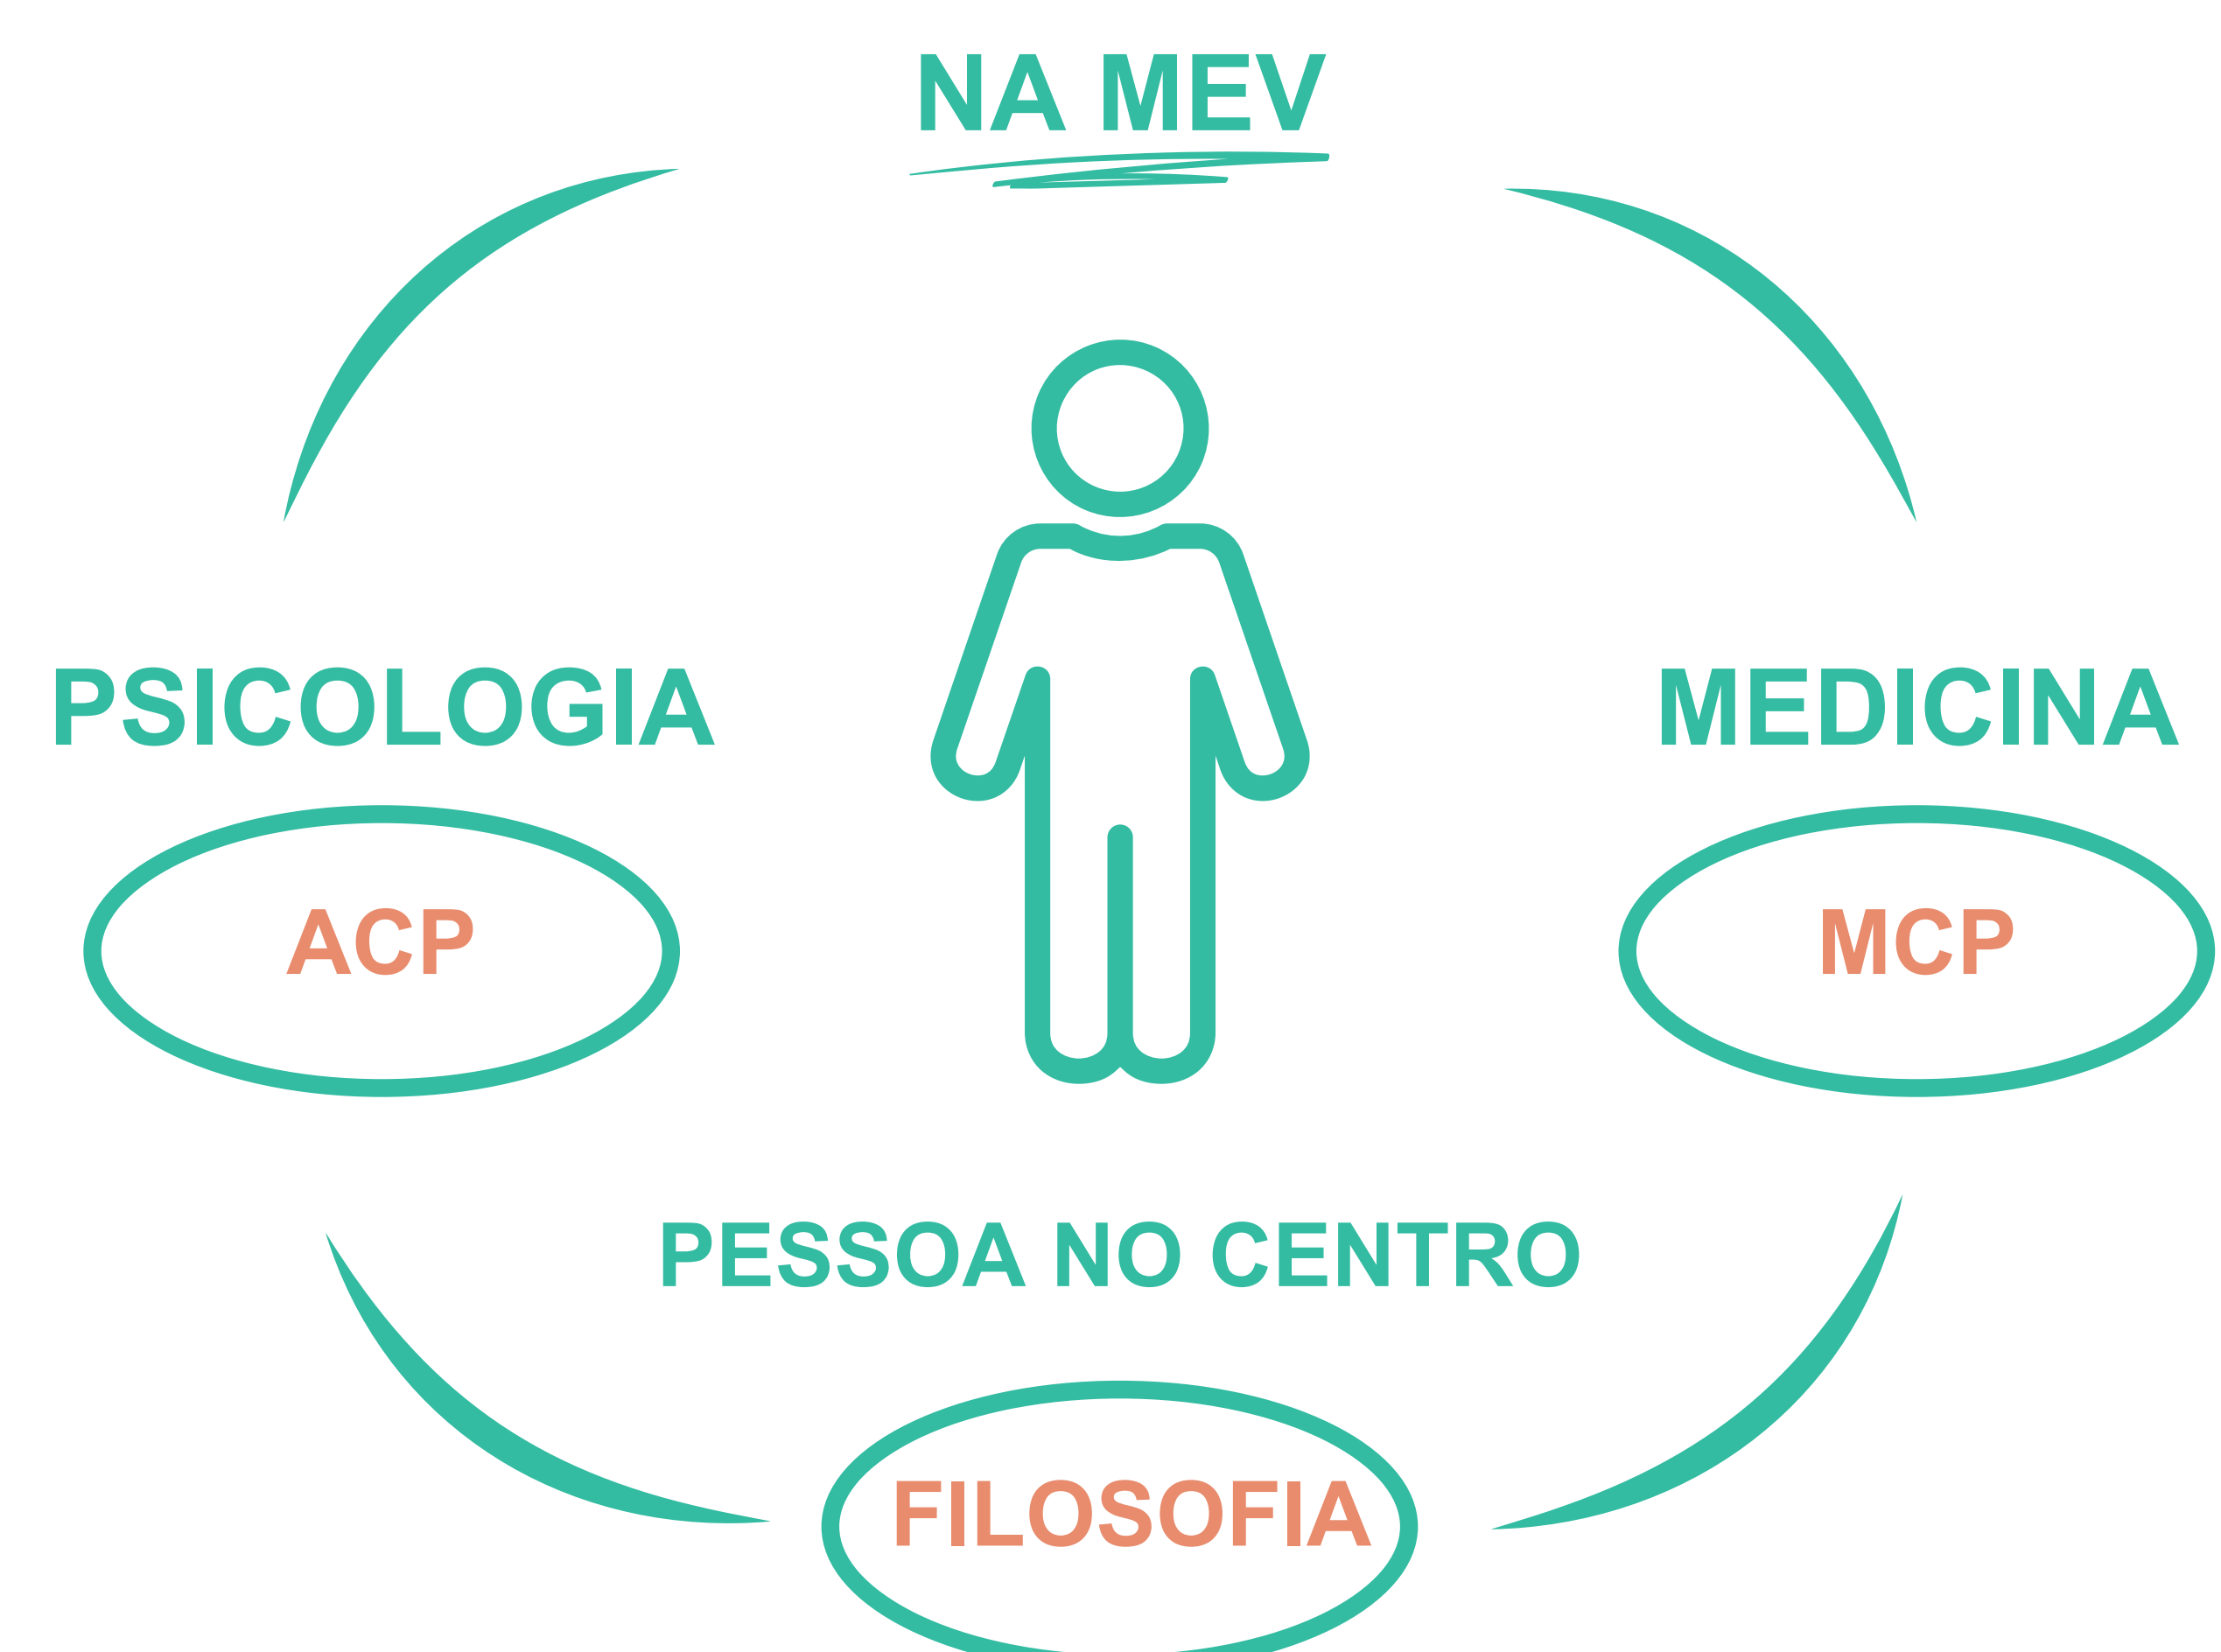 NA MEV
PSICOLOGIA
MEDICINA
ACP
MCP
PESSOA NO CENTRO
FILOSOFIA